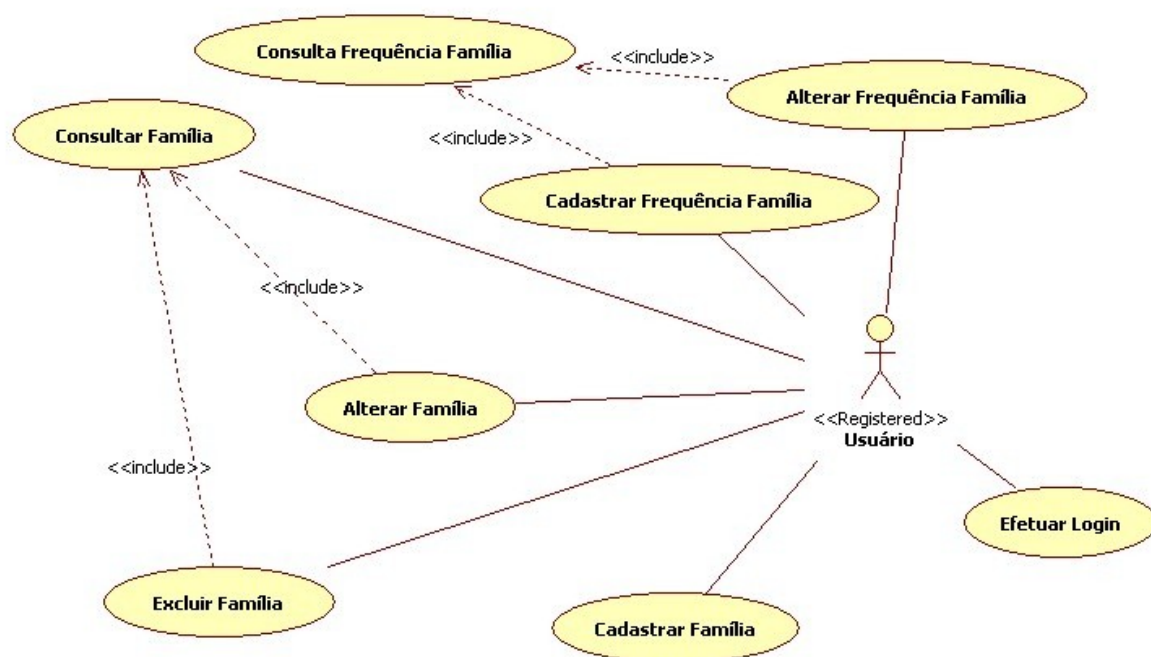 Consulta Frequência Família
<<include>>
Alterar Frequência Família
Consultar Família
<<include>>
Cadastrar Frequência Família
<<include>>
Alterar Família
<<Registered>>
Usuário
<<include>>
Efetuar Login
Excluir Família
Cadastrar Família